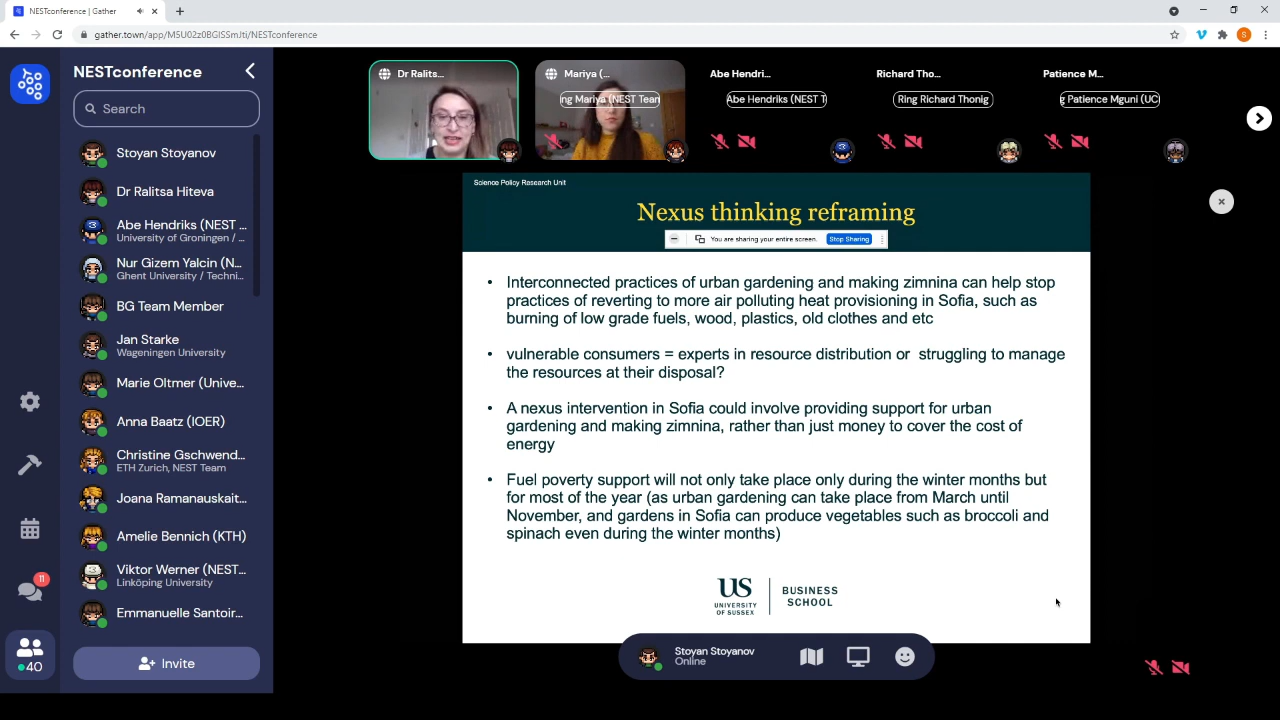 NESTconference | Gather
gather.town/app/M5U02z0BGlSSmJti/NESTconference
S
NESTconference
Search
Stoyan Stoyanov
Dr Ralitsa Hiteva
Abe Hendriks (NEST ...
University of Groningen / ...
Nur Gizem Yalcin (N...
Ghent University / Techni...
BG Team Member
Jan Starke
Wageningen University
Marie Oltmer (Unive...
Anna Baatz (IOER)
Christine Gschwend...
ETH Zurich, NEST Team
Joana Ramanauskait...
Amelie Bennich (KTH)
Viktor Werner (NEST...
Linköping University
Emmanuelle Santoir...
11
40
Invite
Dr Ralits...
Mariya (...
ng Mariya (NEST Tean
Abe Hendri...
Abe Hendriks (NEST T
Richard Tho...
Ring Richard Thonig
Patience M...
g Patience Mguni (UC
Science Policy Research Unit
Nexus thinking reframing
You are sharing your entire screen. Stop Sharing
• Interconnected practices of urban gardening and making zimnina can help stop
practices of reverting to more air polluting heat provisioning in Sofia, such as
burning of low grade fuels, wood, plastics, old clothes and etc
• vulnerable consumers = experts in resource distribution or struggling to manage
the resources at their disposal?
• A nexus intervention in Sofia could involve providing support for urban
gardening and making zimnina, rather than just money to cover the cost of
energy
• Fuel poverty support will not only take place only during the winter months but
for most of the year (as urban gardening can take place from March until
November, and gardens in Sofia can produce vegetables such as broccoli and
spinach even during the winter months)
US
UNIVERSITY
OF SUSSEX
BUSINESS
SCHOOL
Stoyan Stoyanov
Online